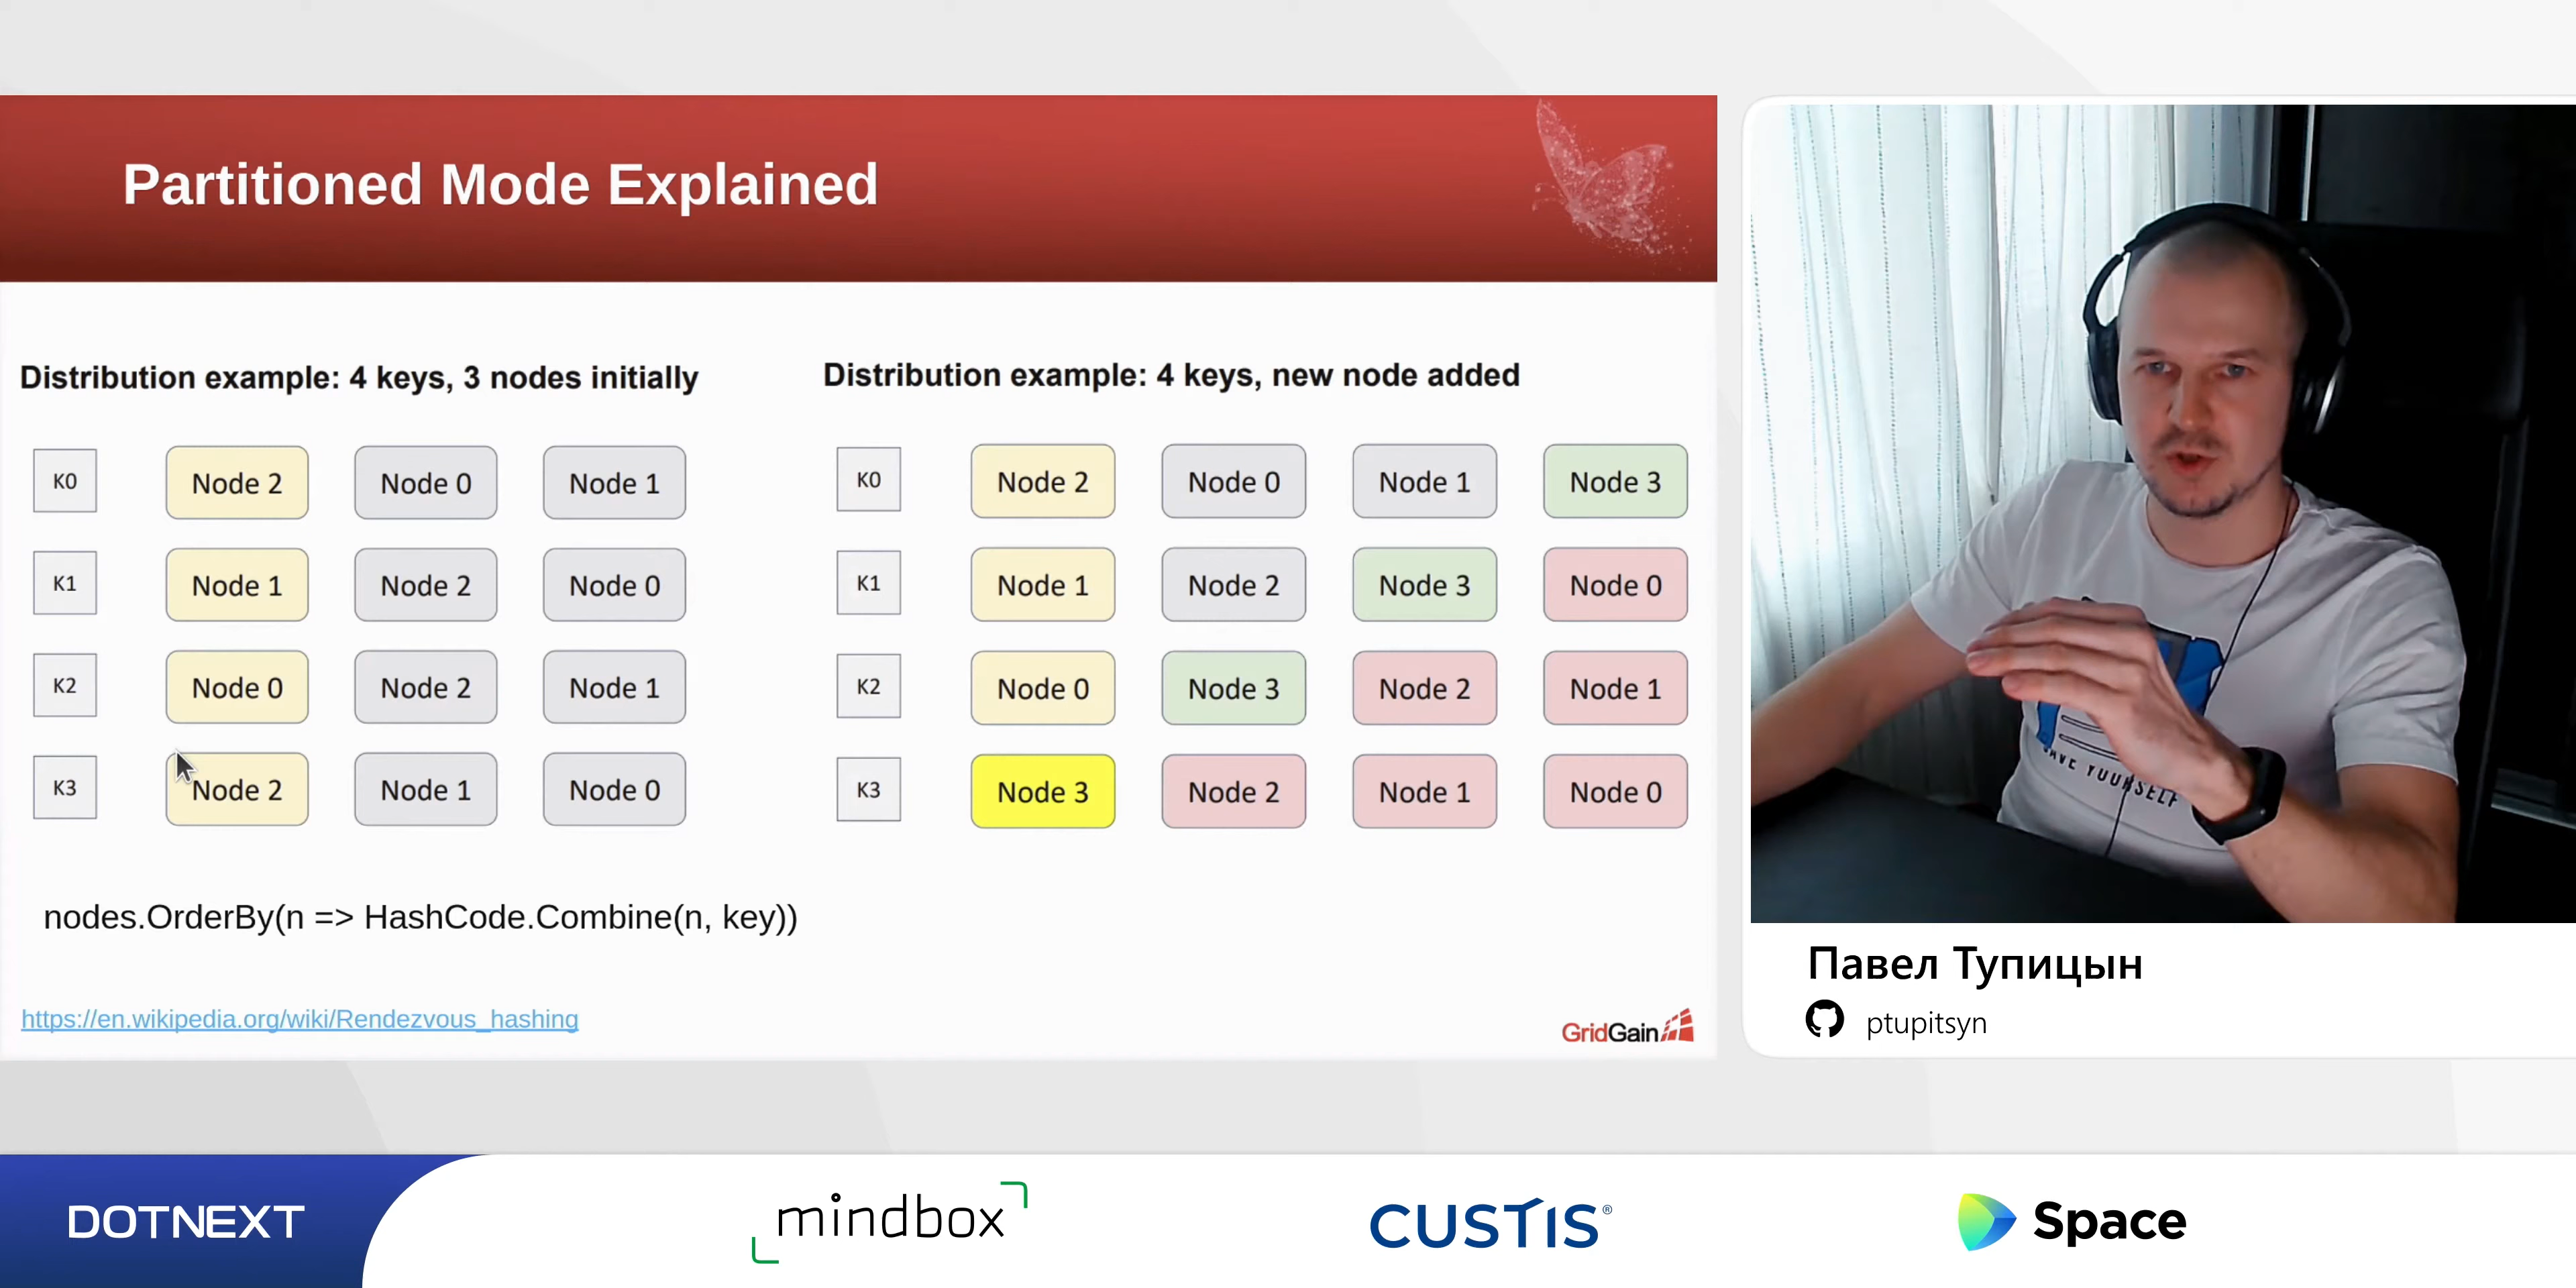 Partitioned Mode Explained
Distribution example: 4 keys, 3 nodes initially
K0 Node 2 Node 0 Node 1
K1 Node 1 Node 2 Node 0
K2 Node 0 Node 2 Node 1
K3 Node 2 Node 1 Node 0
Distribution example: 4 keys, new node added
K0 Node 2 Node 0 Node 1 Node 3
K1 Node 1 Node 2 Node 3 Node 0
K2 Node 0 Node 3 Node 2 Node 1
K3 Node 3 Node 2 Node 1 Node 0
nodes.OrderBy(n => HashCode.Combine(n, key))
https://en.wikipedia.org/wiki/Rendezvous_hashing
GridGain
YOURSELF
Павел Тупицын
ptupitsyn
DOTNEXT
mindbox
CUSTIS®
Space